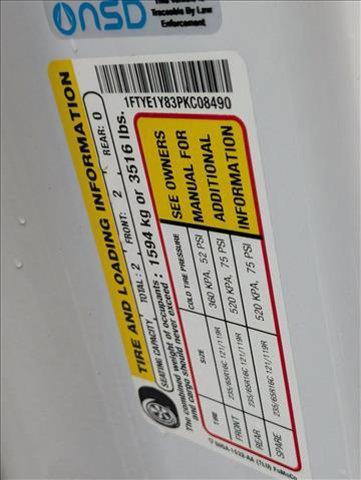 NSD
Traceable By Law
Enforcement
1FTYE1Y83PKC08490
TIRE AND LOADING INFORMATION
SEATING CAPACITY TOTAL: 2 FRONT: 2 REAR: 0
The combined weight of occupants
and cargo should never exceed: 1594 kg or 3516 lbs.
TIRE SIZE COLD TIRE PRESSURE
FRONT 235/65R16C 121/119R 360 KPA, 52 PSI
REAR 235/65R16C 121/119R 520 KPA, 75 PSI
SPARE 235/65R16C 121/119R 520 KPA, 75 PSI
SEE OWNERS
MANUAL FOR
ADDITIONAL
INFORMATION
(TLU) FoMoCo